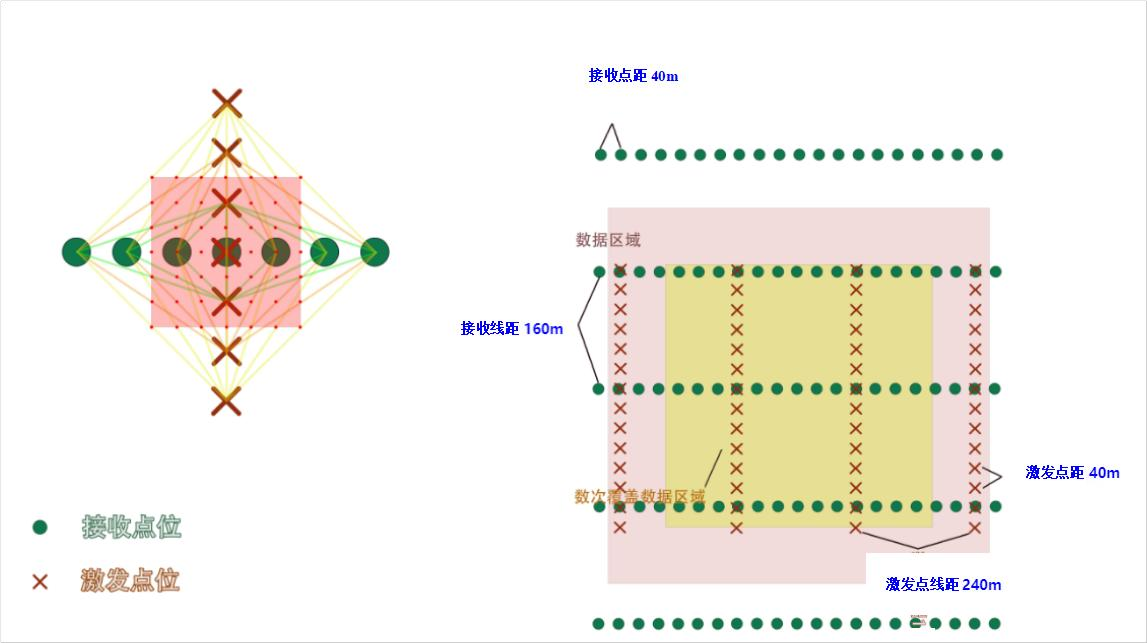 接收点距 40m
数据区域
接收线距 160m
激发点距 40m
数次覆盖数据区域
接收点位
激发点位
激发点线距 240m